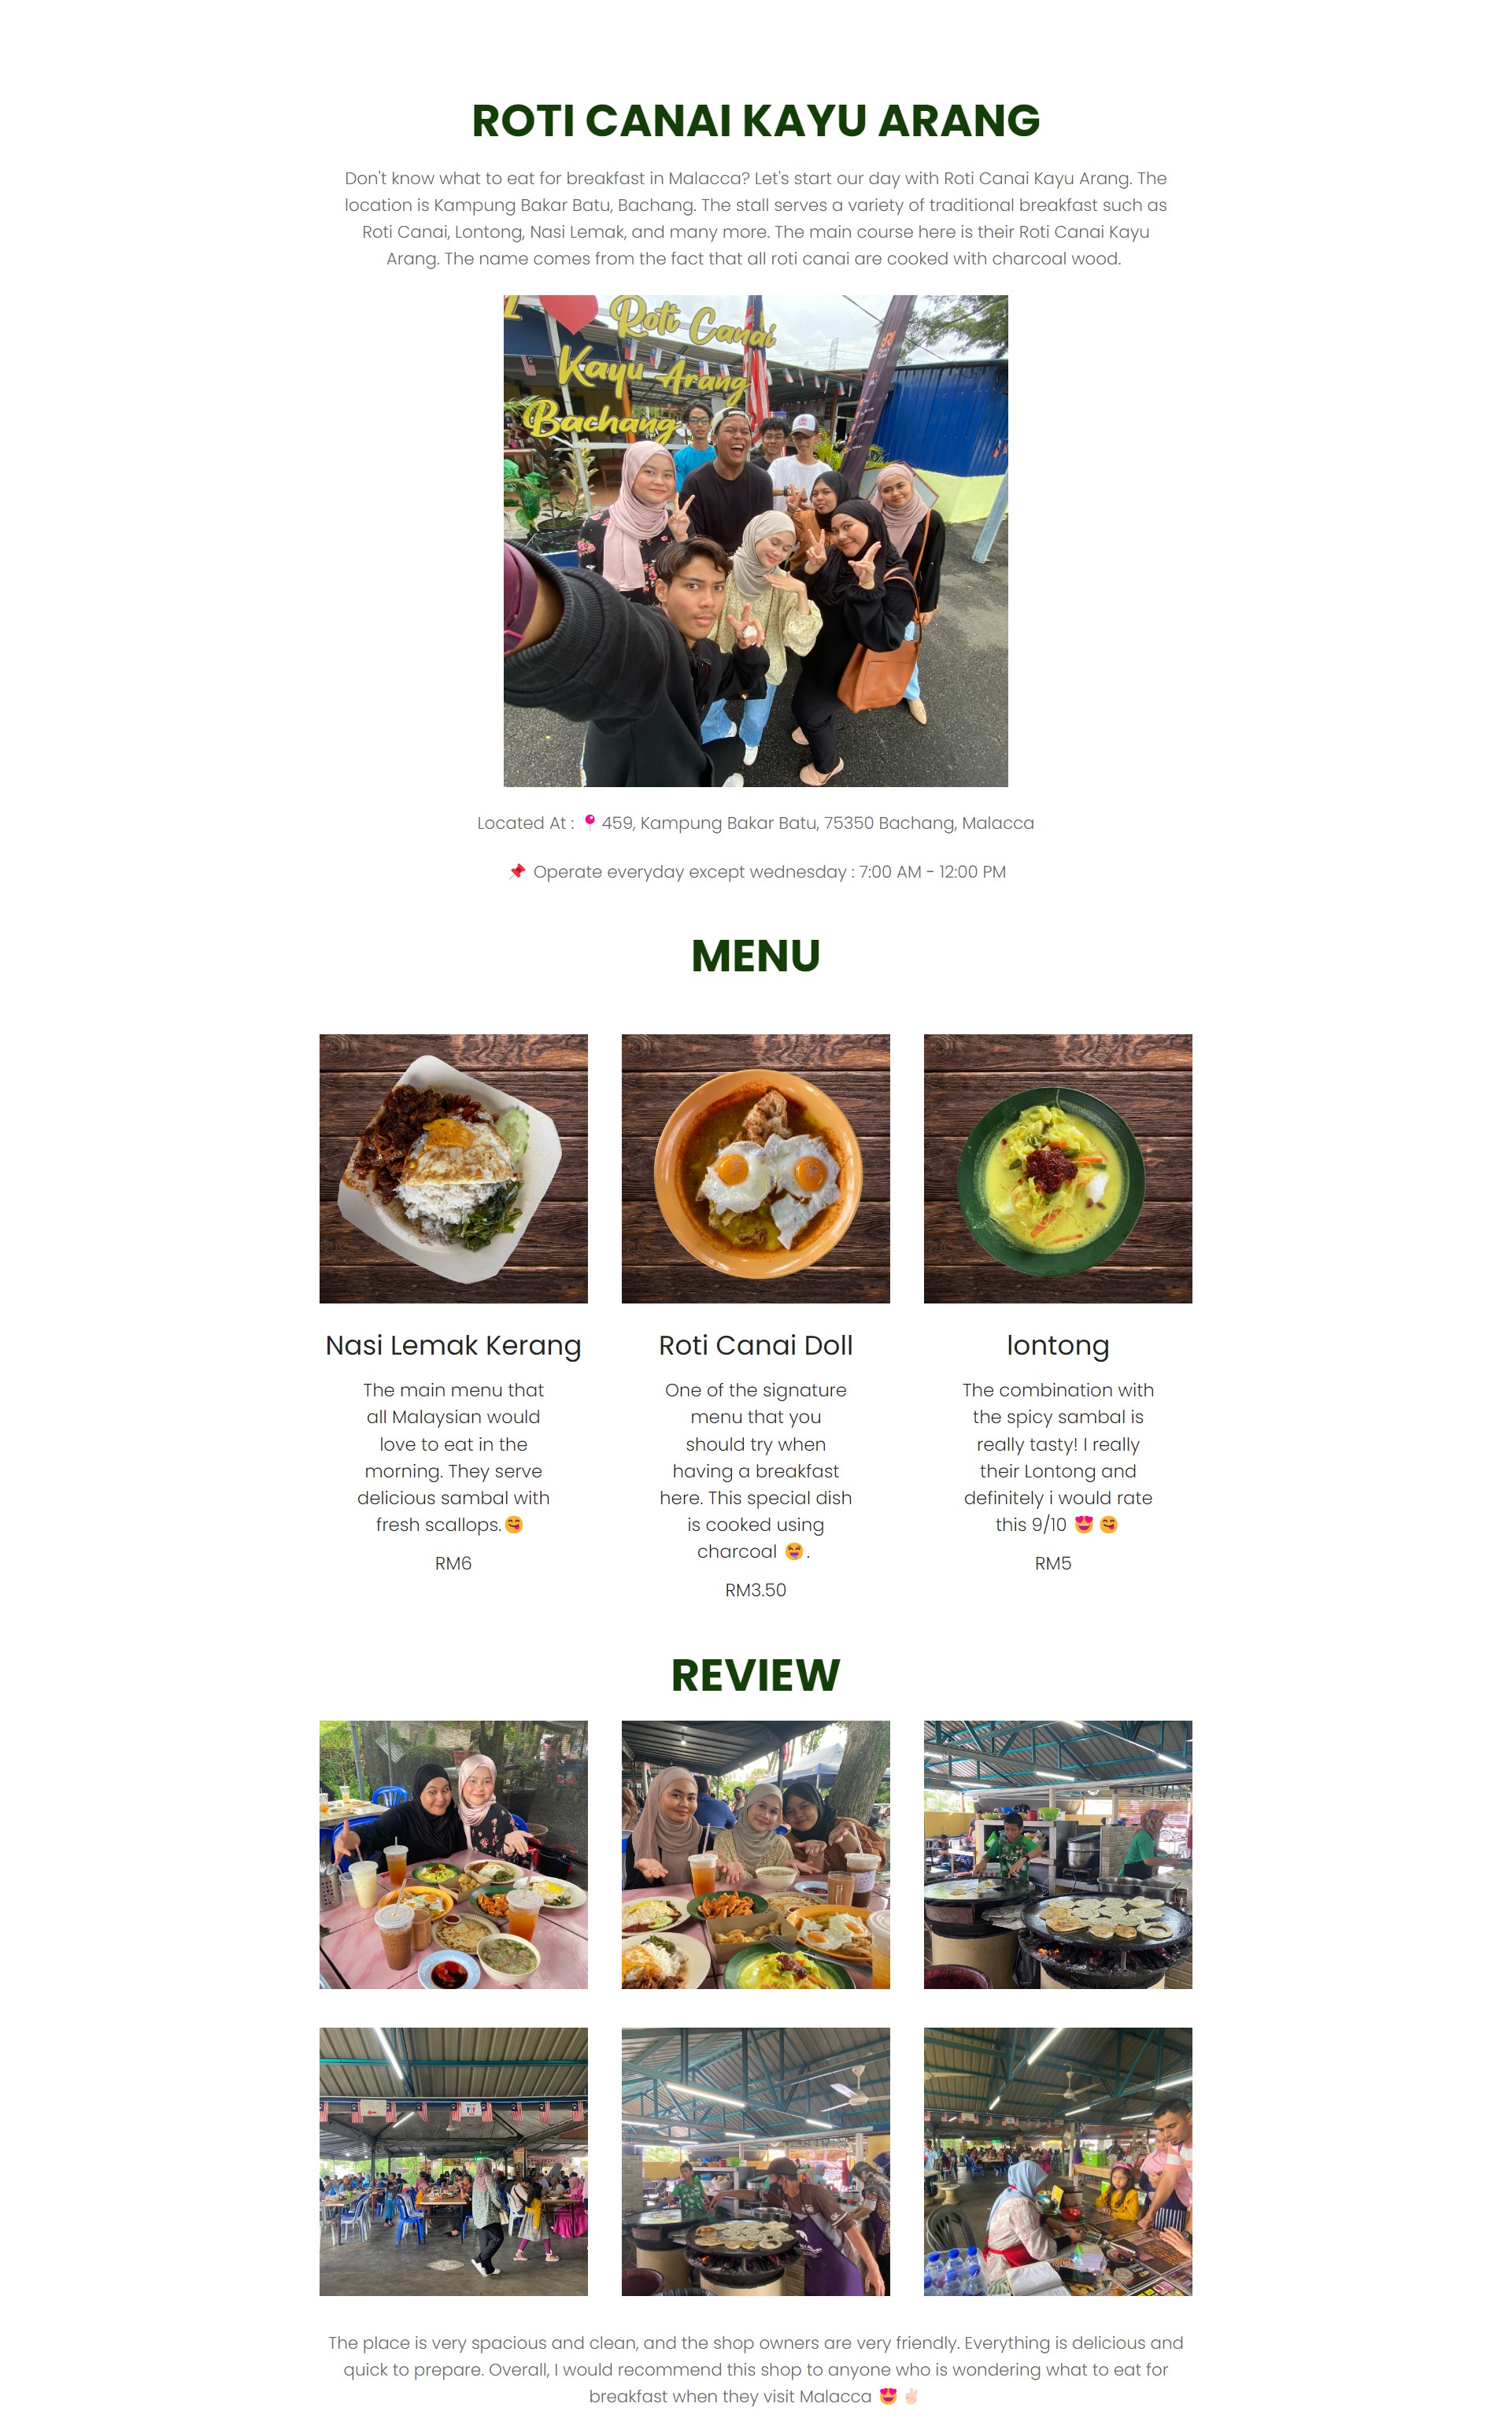 ROTI CANAI KAYU ARANG
Don't know what to eat for breakfast in Malacca? Let's start our day with Roti Canai Kayu Arang. The
location is Kampung Bakar Batu, Bachang. The stall serves a variety of traditional breakfast such as
Roti Canai, Lontong, Nasi Lemak, and many more. The main course here is their Roti Canai Kayu
Arang. The name comes from the fact that all roti canai are cooked with charcoal wood.
I ❤ Roti Canai
Kayu Arang
Bachang
Located At : 📍 459, Kampung Bakar Batu, 75350 Bachang, Malacca
📌 Operate everyday except wednesday : 7:00 AM - 12:00 PM
MENU
Nasi Lemak Kerang
The main menu that
all Malaysian would
love to eat in the
morning. They serve
delicious sambal with
fresh scallops.😋
RM6
Roti Canai Doll
One of the signature
menu that you
should try when
having a breakfast
here. This special dish
is cooked using
charcoal 😝.
RM3.50
lontong
The combination with
the spicy sambal is
really tasty! I really
their Lontong and
definitely i would rate
this 9/10 😍 😋
RM5
REVIEW
The place is very spacious and clean, and the shop owners are very friendly. Everything is delicious and
quick to prepare. Overall, I would recommend this shop to anyone who is wondering what to eat for
breakfast when they visit Malacca 😍✌🏻